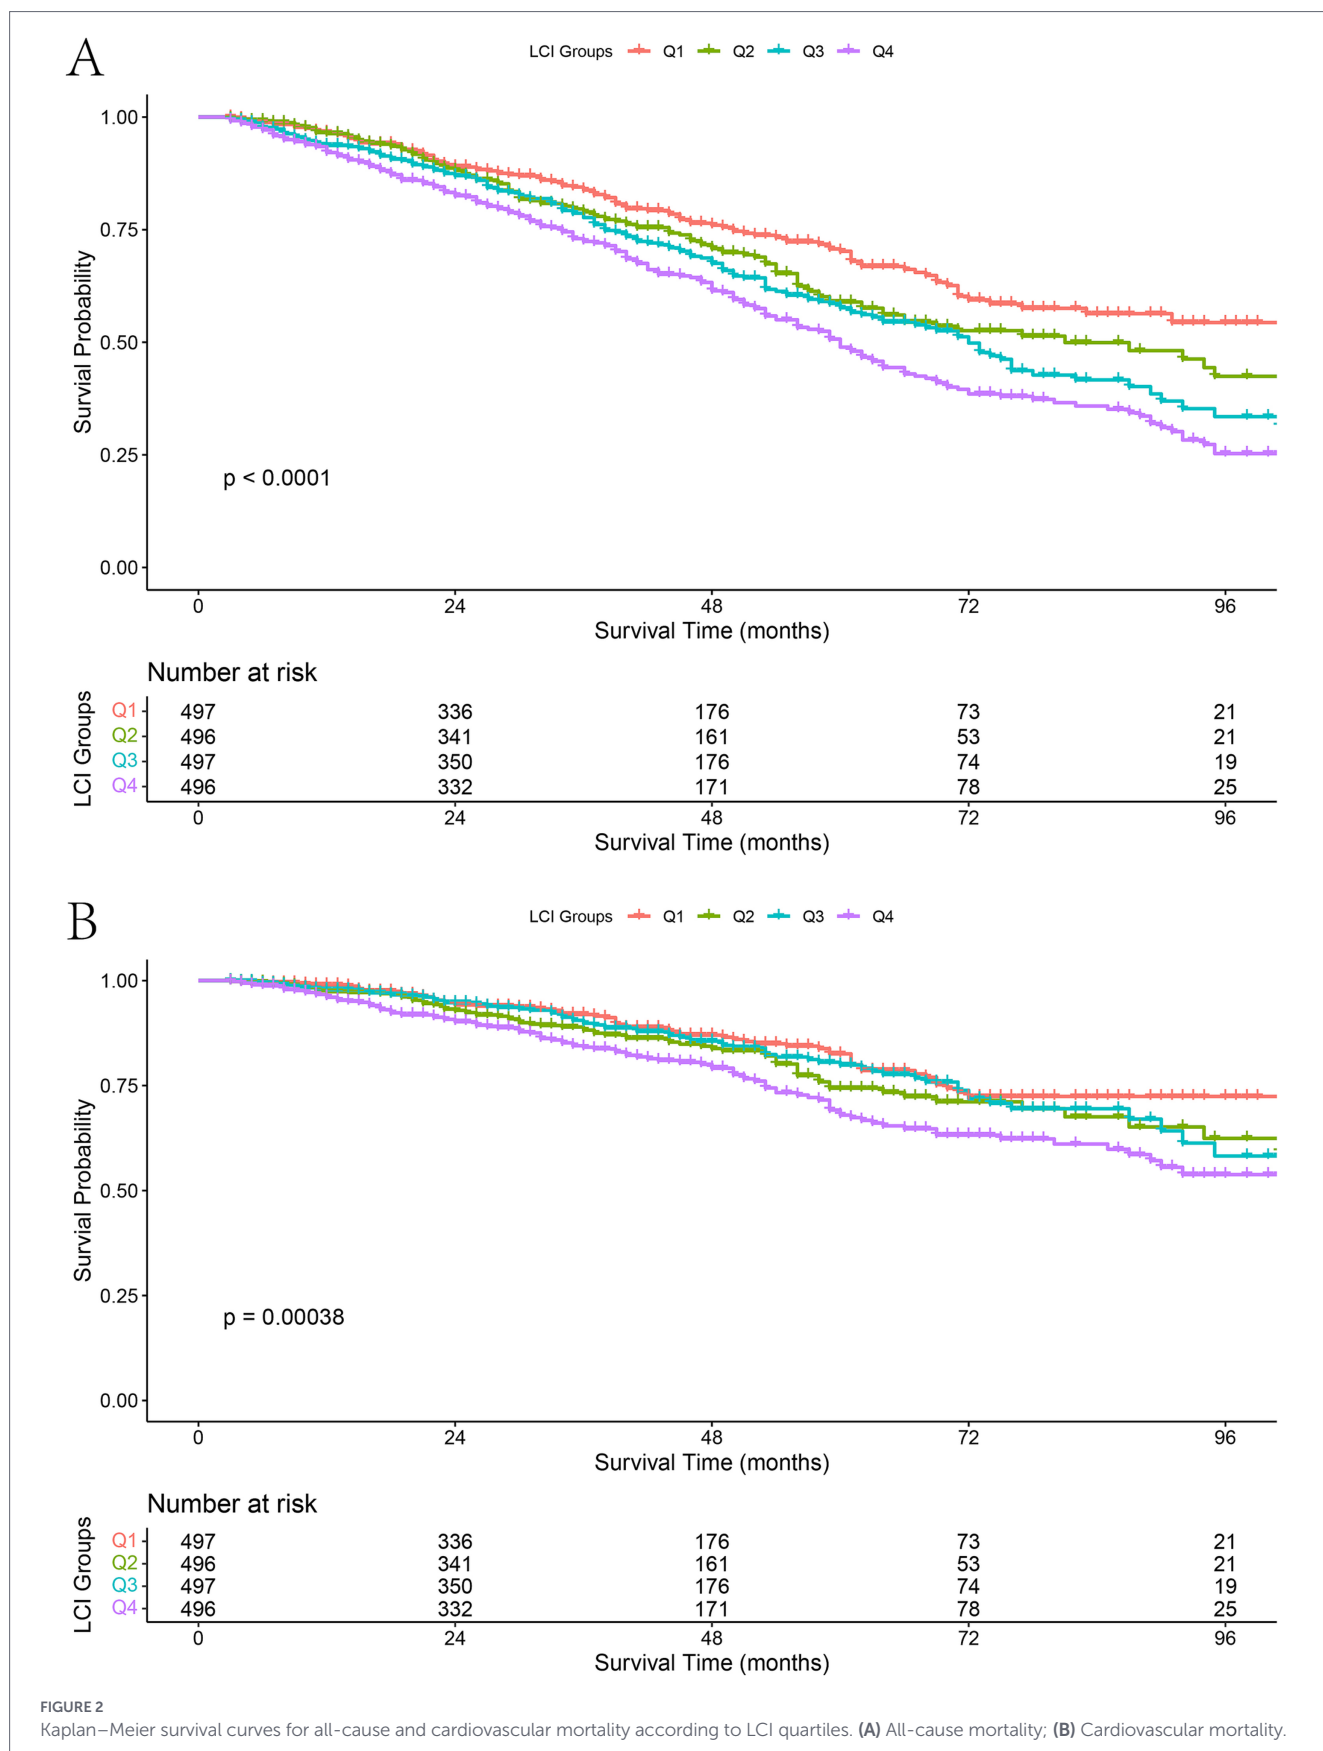 A
LCI Groups Q1 Q2 Q3 Q4
1.00
0.75
0.50
0.25
0.00
Survial Probability
p < 0.0001
0 24 48 72 96
Survival Time (months)
Number at risk
LCI Groups
Q1 497 336 176 73 21
Q2 496 341 161 53 21
Q3 497 350 176 74 19
Q4 496 332 171 78 25
0 24 48 72 96
Survival Time (months)
B
LCI Groups Q1 Q2 Q3 Q4
1.00
0.75
0.50
0.25
0.00
Survial Probability
p = 0.00038
0 24 48 72 96
Survival Time (months)
Number at risk
LCI Groups
Q1 497 336 176 73 21
Q2 496 341 161 53 21
Q3 497 350 176 74 19
Q4 496 332 171 78 25
0 24 48 72 96
Survival Time (months)
FIGURE 2
Kaplan–Meier survival curves for all-cause and cardiovascular mortality according to LCI quartiles. (A) All-cause mortality; (B) Cardiovascular mortality.